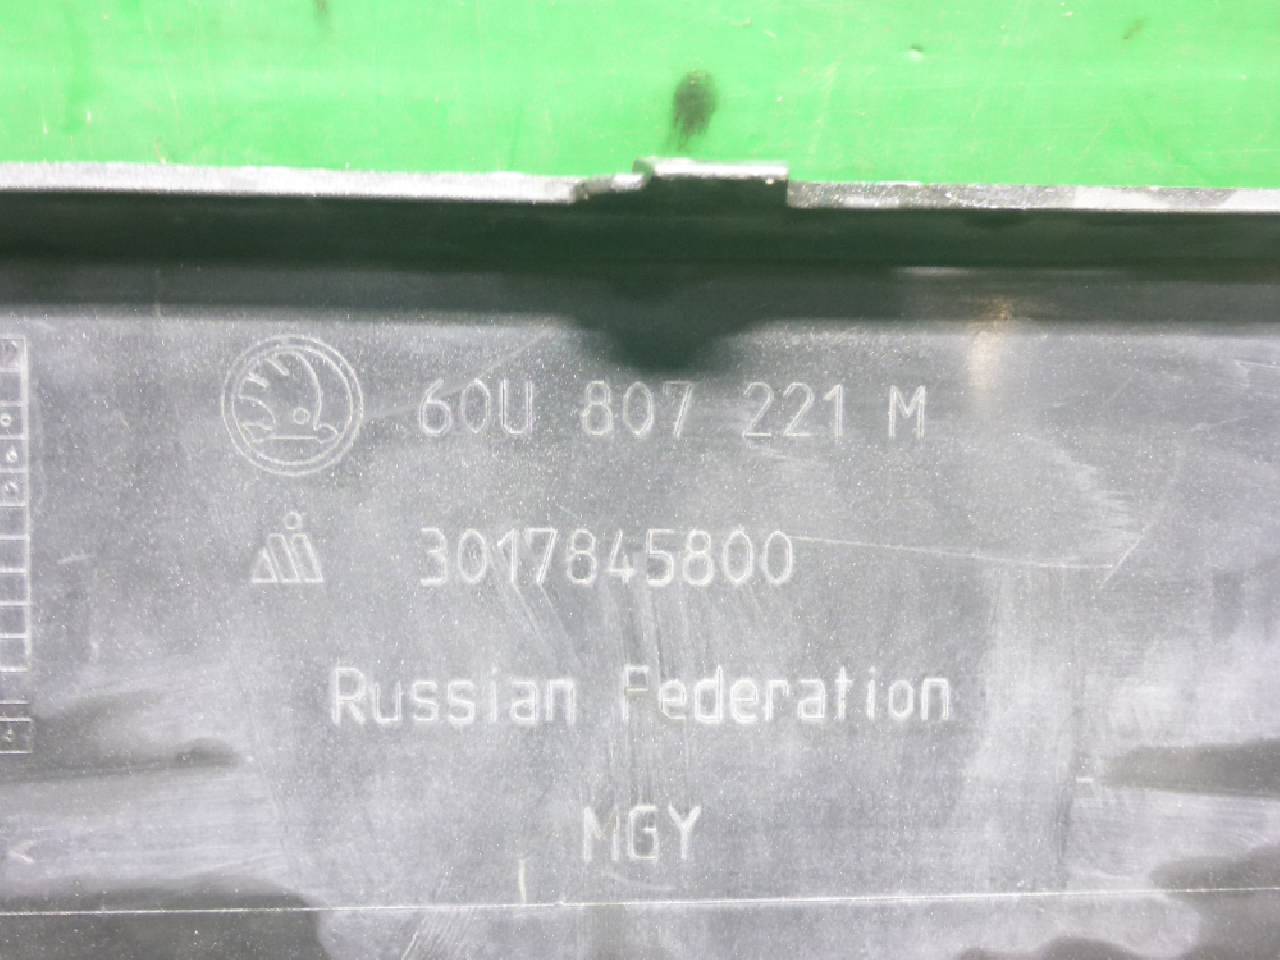 60U 807 221 M
3017845800
Russian Federation
MGY